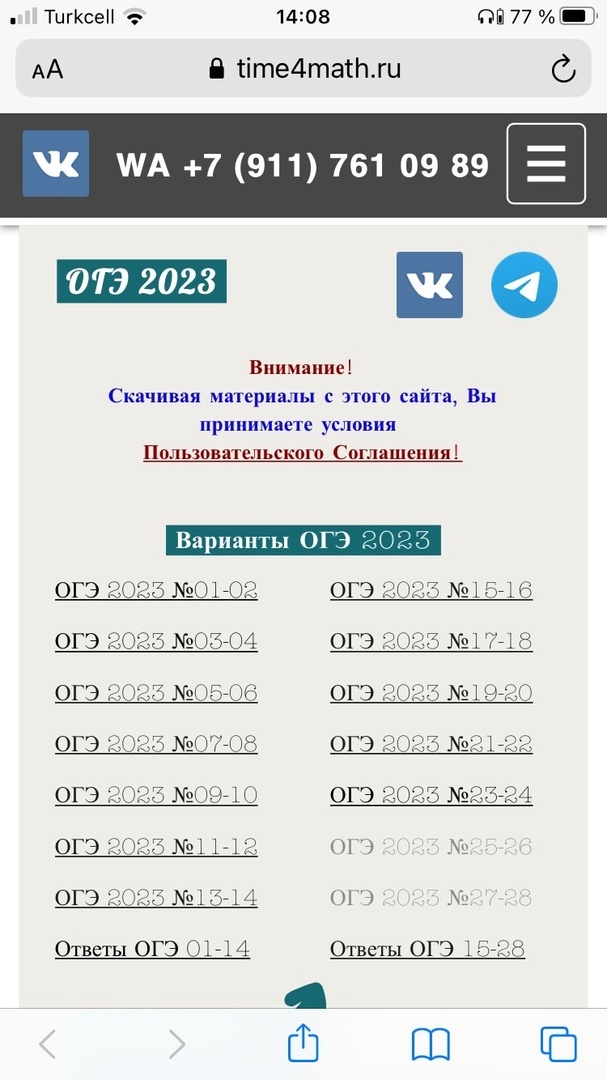 Turkcell 14:08 77 %
AA time4math.ru
WA +7 (911) 761 09 89
ОГЭ 2023
Внимание!
Скачивая материалы с этого сайта, Вы
принимаете условия
Пользовательского Соглашения!
Варианты ОГЭ 2023
ОГЭ 2023 №01-02 ОГЭ 2023 №15-16
ОГЭ 2023 №03-04 ОГЭ 2023 №17-18
ОГЭ 2023 №05-06 ОГЭ 2023 №19-20
ОГЭ 2023 №07-08 ОГЭ 2023 №21-22
ОГЭ 2023 №09-10 ОГЭ 2023 №23-24
ОГЭ 2023 №11-12 ОГЭ 2023 №25-26
ОГЭ 2023 №13-14 ОГЭ 2023 №27-28
Ответы ОГЭ 01-14 Ответы ОГЭ 15-28